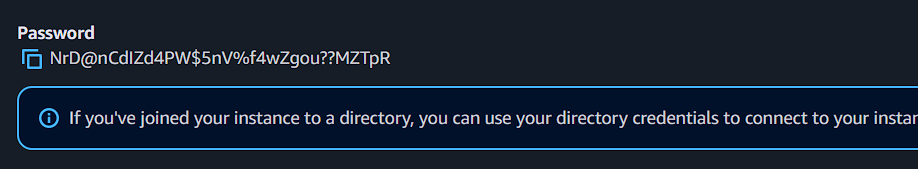 Password
NrD@nCdIZd4PW$5nV%f4wZgou??MZTpR
If you've joined your instance to a directory, you can use your directory credentials to connect to your instan